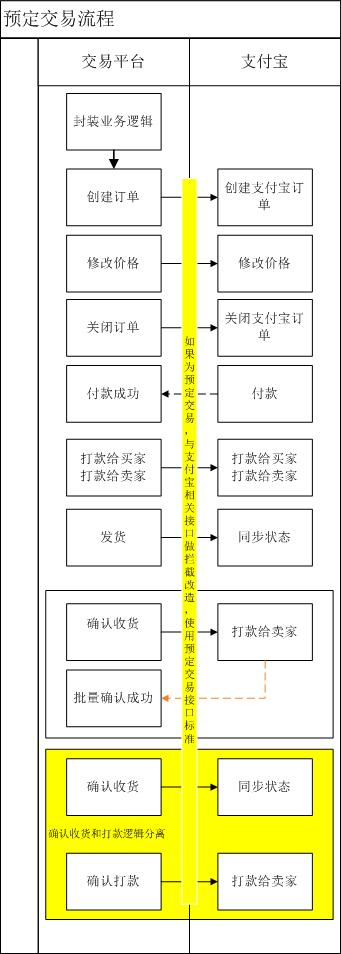 预定交易流程
交易平台
支付宝
封装业务逻辑
创建订单
创建支付宝订
单
修改价格
修改价格
关闭订单
关闭支付宝订
单
付款成功
付款
打款给买家
打款给卖家
打款给买家
打款给卖家
发货
同步状态
如果为预定交易，与支付宝相关接口做拦截改造，使用预定交易接口标准
确认收货
打款给卖家
批量确认成功
确认收货
同步状态
确认收货和打款逻辑分离
确认打款
打款给卖家